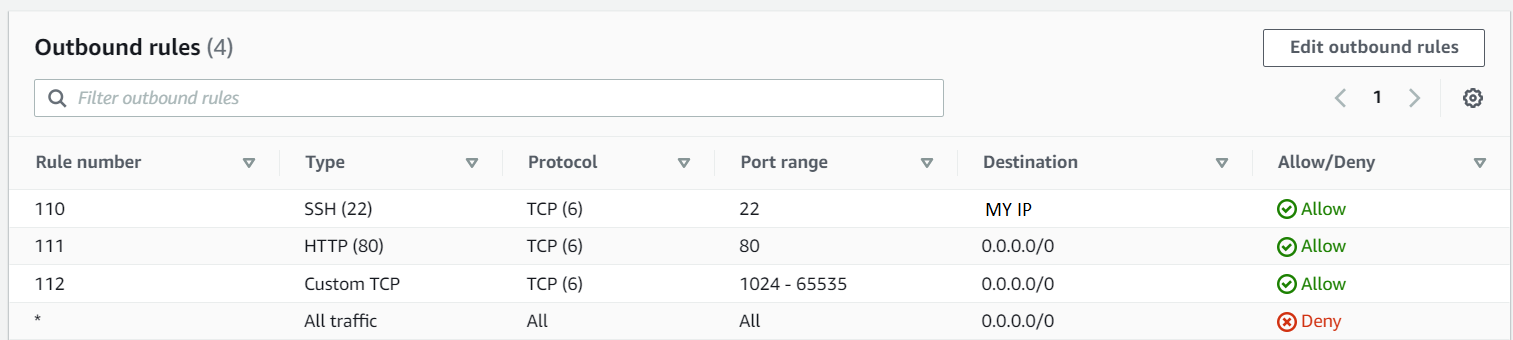 Outbound rules (4)
Edit outbound rules
Filter outbound rules
1
Rule number Type Protocol Port range Destination Allow/Deny
110 SSH (22) TCP (6) 22 MY IP Allow
111 HTTP (80) TCP (6) 80 0.0.0.0/0 Allow
112 Custom TCP TCP (6) 1024 - 65535 0.0.0.0/0 Allow
* All traffic All All 0.0.0.0/0 Deny